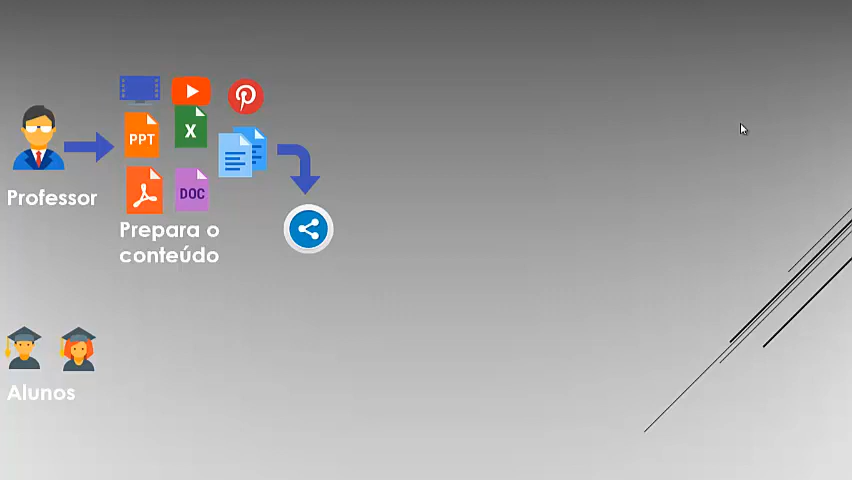 PPT
X
DOC
Professor
Prepara o
conteúdo
Alunos